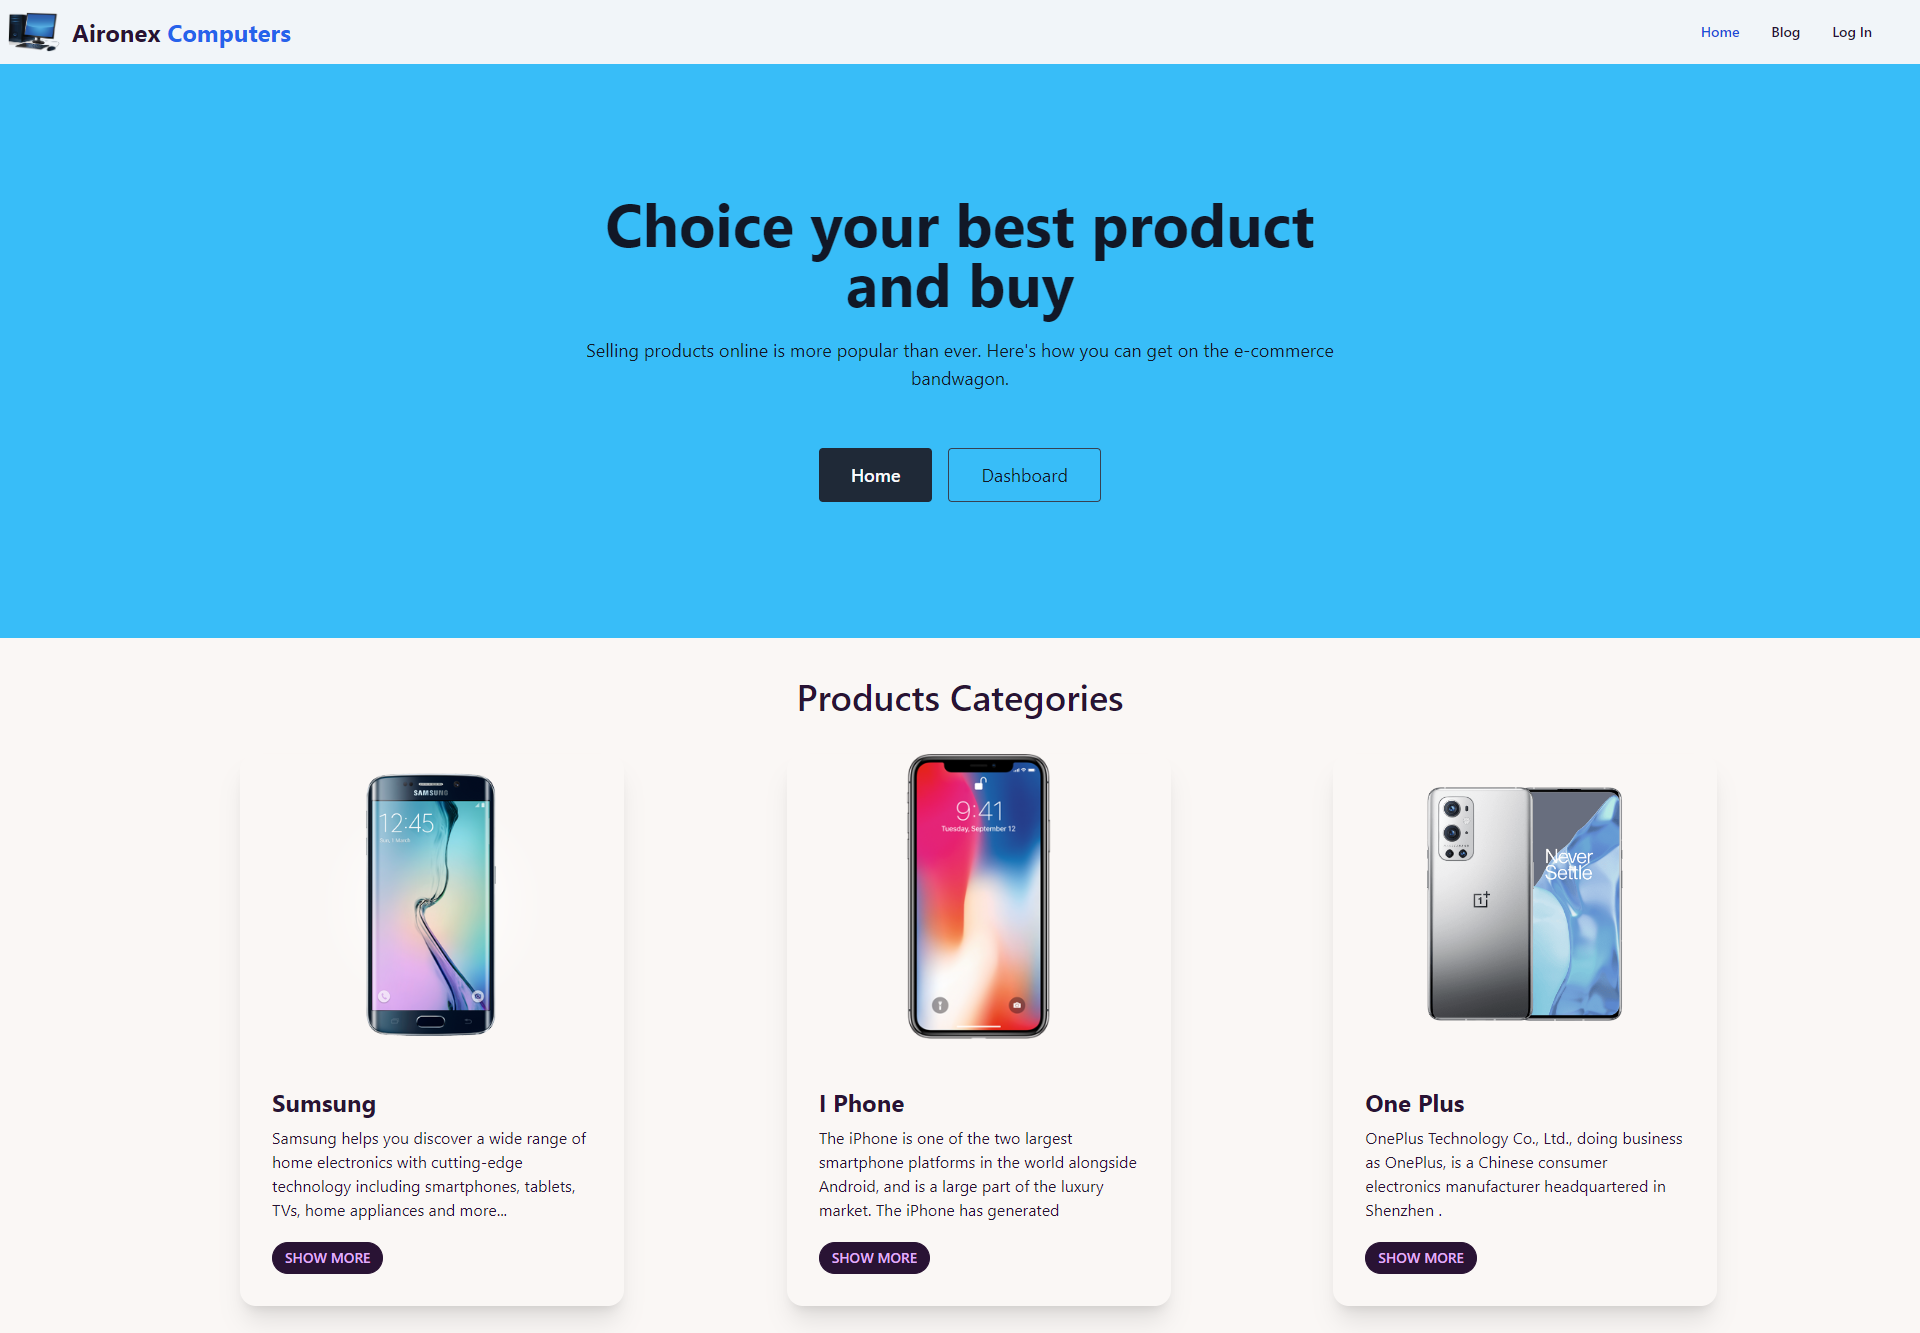 Aironex Computers
Home
Blog
Log In
Choice your best product
and buy
Selling products online is more popular than ever. Here's how you can get on the e-commerce
bandwagon.
Home
Dashboard
Products Categories
SAMSUNG
12:45
Sun, 1 March
9:41
Tuesday, September 12
Never
Settle
Sumsung
Samsung helps you discover a wide range of
home electronics with cutting-edge
technology including smartphones, tablets,
TVs, home appliances and more...
SHOW MORE
I Phone
The iPhone is one of the two largest
smartphone platforms in the world alongside
Android, and is a large part of the luxury
market. The iPhone has generated
SHOW MORE
One Plus
OnePlus Technology Co., Ltd., doing business
as OnePlus, is a Chinese consumer
electronics manufacturer headquartered in
Shenzhen .
SHOW MORE